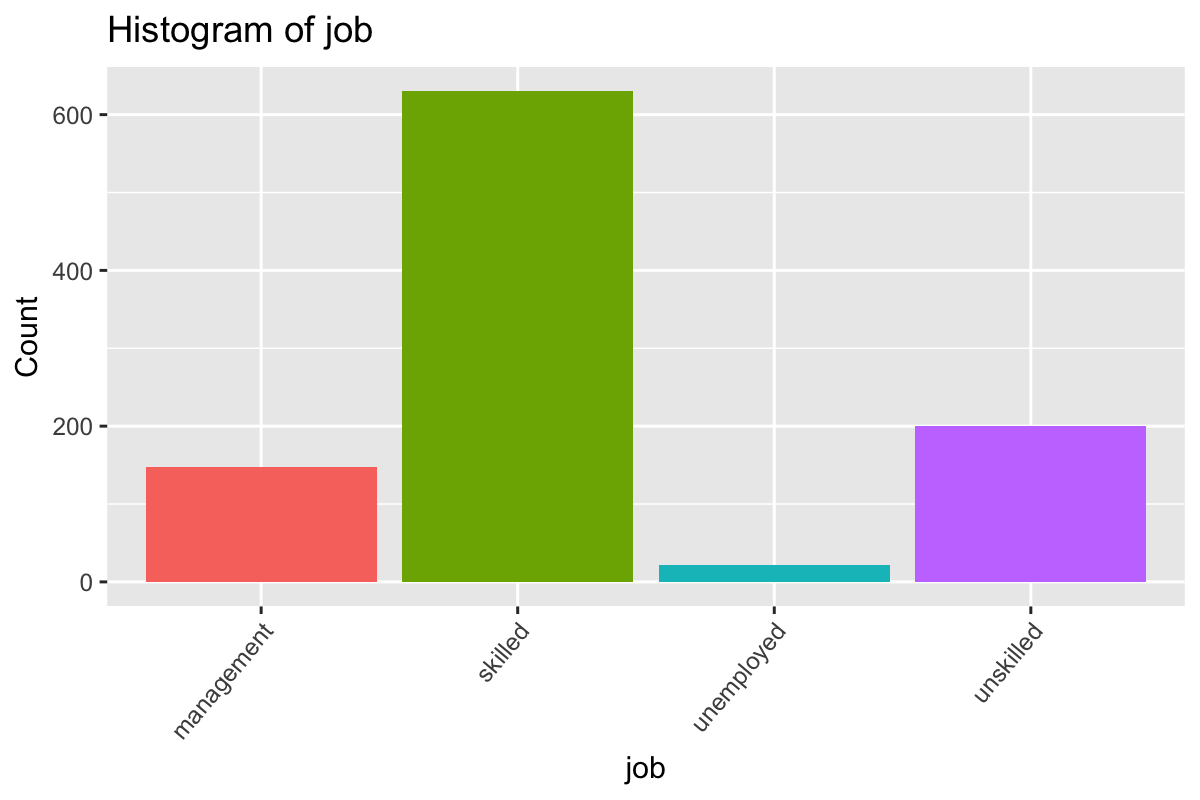 Histogram of job
600
400
200
0
Count
management
skilled
unemployed
unskilled
job